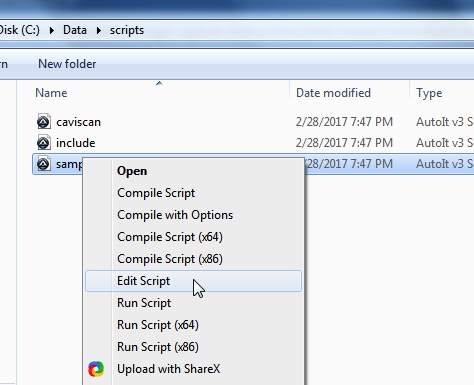 Disk (C:) Data scripts
New folder
Name Date modified Type
caviscan 2/28/2017 7:47 PM AutoIt v3 S
include 2/28/2017 7:47 PM AutoIt v3 S
samp /28/2017 7:47 PM AutoIt v3 S
Open
Compile Script
Compile with Options
Compile Script (x64)
Compile Script (x86)
Edit Script
Run Script
Run Script (x64)
Run Script (x86)
Upload with ShareX